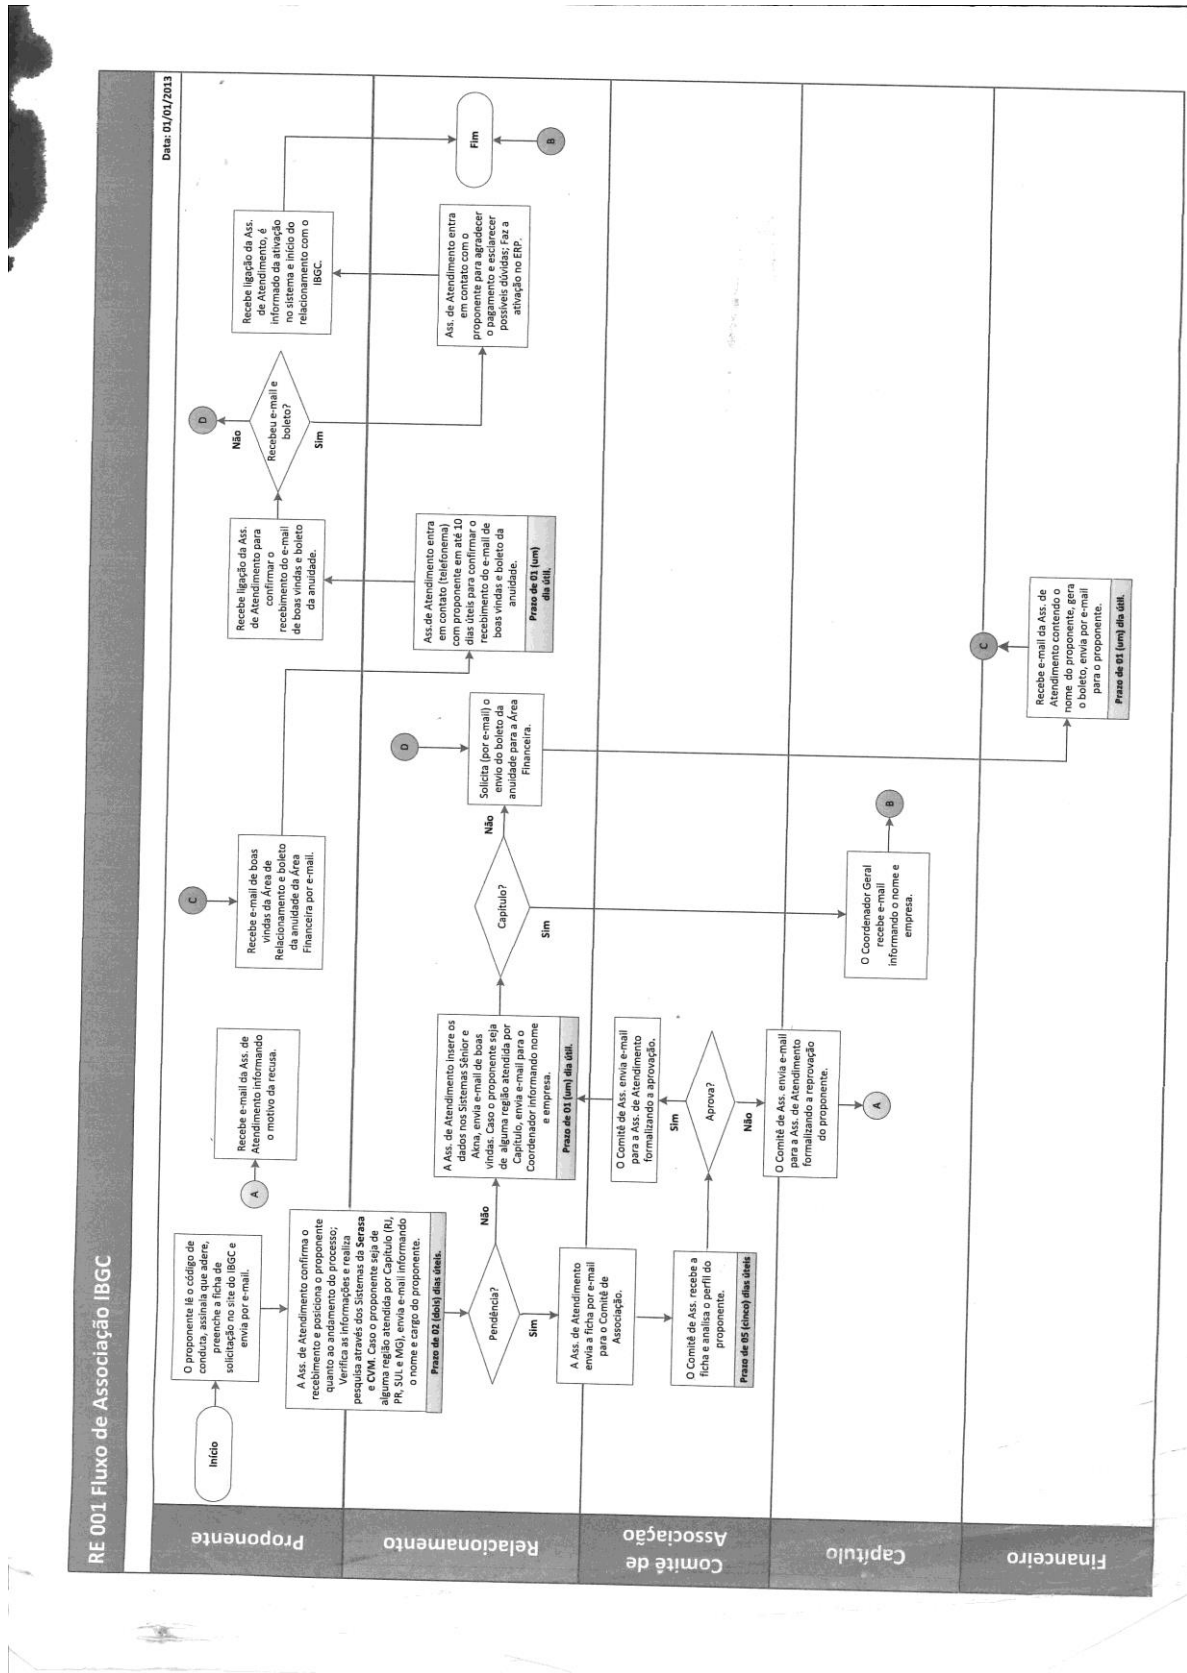 RE 001 Fluxo de Associação IBGC
Data: 01/01/2013
Proponente
Início
O proponente lê o código de
conduta, assinala que adere,
preenche a ficha de
solicitação no site do IBGC e
envia por e-mail.
A
Recebe e-mail da Ass. de
Atendimento informando
o motivo da recusa.
C
Recebe e-mail de boas
vindas da Área de
Relacionamento e boleto
da anuidade da Área
Financeira por e-mail.
Recebe ligação da Ass.
de Atendimento para
confirmar o
recebimento do e-mail
de boas vindas e boleto
da anuidade.
Recebeu e-mail e
boleto?
Não
D
Sim
Recebe ligação da Ass.
de Atendimento, é
informado da ativação
no sistema e início do
relacionamento com o
IBGC.
Relacionamento
A Ass. de Atendimento confirma o
recebimento e posiciona o proponente
quanto ao andamento do processo;
Verifica as informações e realiza
pesquisa através dos Sistemas da Serasa
e CVM. Caso o proponente seja de
alguma região atendida por Capítulo (RJ,
PR, SUL e MG), envia e-mail informando
o nome e cargo do proponente.
Prazo de 02 (dois) dias úteis.
Pendência?
Não
Sim
A Ass. de Atendimento insere os
dados nos Sistemas Sênior e
Akna, envia e-mail de boas
vindas. Caso o proponente seja
de alguma região atendida por
Capítulo, envia e-mail para o
Coordenador informando nome
e empresa.
Prazo de 01 (um) dia útil.
Capítulo?
Não
Sim
D
Solicita (por e-mail) o
envio do boleto da
anuidade para a Área
Financeira.
Ass.de Atendimento entra
em contato (telefonema)
com proponente em até 10
dias úteis para confirmar o
recebimento do e-mail de
boas vindas e boleto da
anuidade.
Prazo de 01 (um)
dia útil.
Ass. de Atendimento entra
em contato com o
proponente para agradecer
o pagamento e esclarecer
possíveis dúvidas; Faz a
ativação no ERP.
Fim
B
Comitê de
Associação
A Ass. de Atendimento
envia a ficha por e-mail
para o Comitê de
Associação.
O Comitê de Ass. recebe a
ficha e analisa o perfil do
proponente.
Prazo de 05 (cinco) dias úteis
O Comitê de Ass. envia e-mail
para a Ass. de Atendimento
formalizando a aprovação.
Sim
Aprova?
Não
Capítulo
O Comitê de Ass. envia e-mail
para a Ass. de Atendimento
formalizando a reprovação
do proponente.
A
O Coordenador Geral
recebe e-mail
informando o nome e
empresa.
B
Financeiro
C
Recebe e-mail da Ass. de
Atendimento contendo o
nome do proponente, gera
o boleto, envia por e-mail
para o proponente.
Prazo de 01 (um) dia útil.